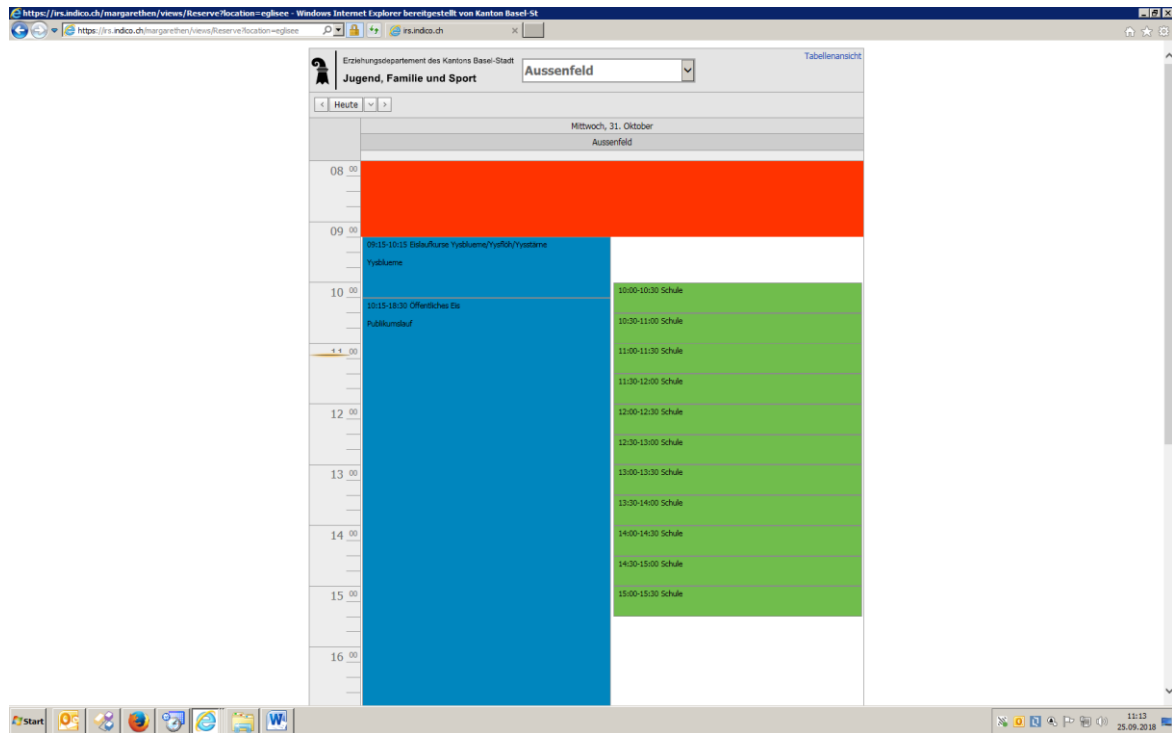 https://irs.indico.ch/margarethen/views/Reserve?location=eglisee - Windows Internet Explorer bereitgestellt von Kanton Basel-St
https://irs.indico.ch/margarethen/views/Reserve?location=eglisee
irs.indico.ch
Erziehungsdepartement des Kantons Basel-Stadt
Jugend, Familie und Sport
Aussenfeld
Tabellenansicht
Heute
Mittwoch, 31. Oktober
Aussenfeld
08 00
09 00
09:15-10:15 Eislaufkurse Yysblueme/Yysflöh/Yysstärne
Yysblueme
10 00
10:00-10:30 Schule
10:15-18:30 Öffentliches Eis
10:30-11:00 Schule
Publikumslauf
11 00
11:00-11:30 Schule
11:30-12:00 Schule
12 00
12:00-12:30 Schule
12:30-13:00 Schule
13 00
13:00-13:30 Schule
13:30-14:00 Schule
14 00
14:00-14:30 Schule
14:30-15:00 Schule
15 00
15:00-15:30 Schule
16 00
Start
11:13
25.09.2018